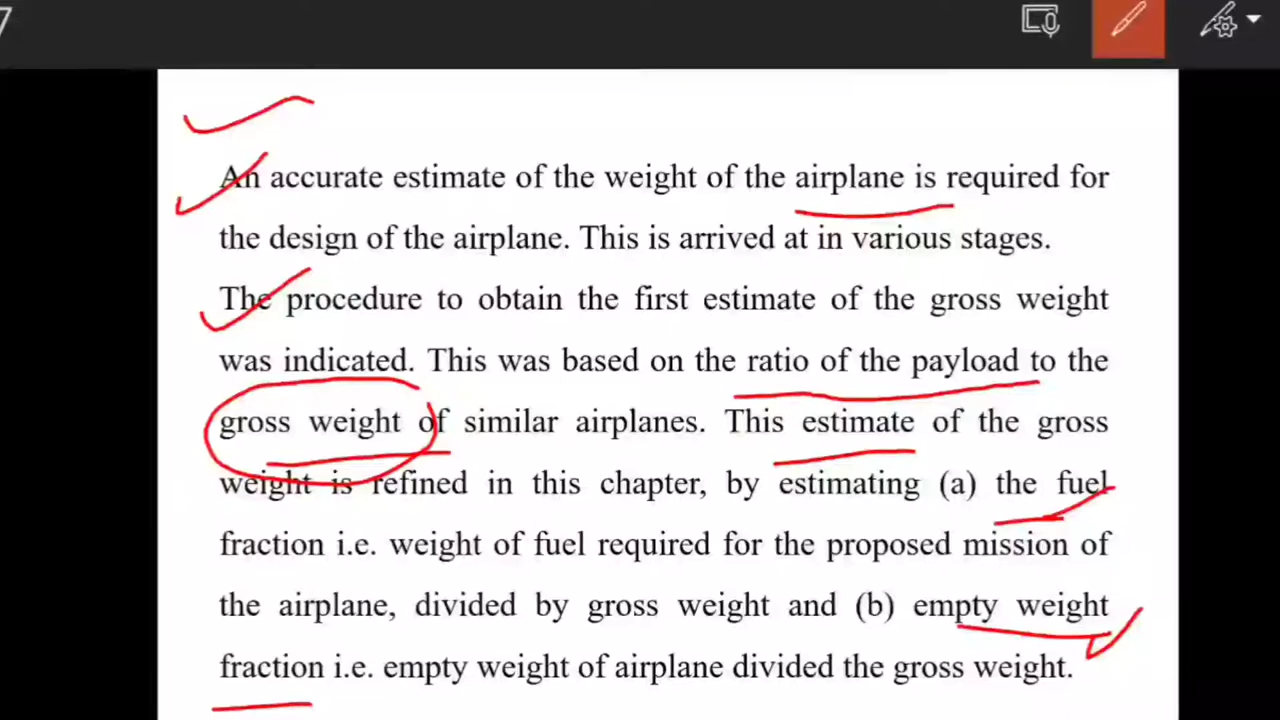 An accurate estimate of the weight of the airplane is required for
the design of the airplane. This is arrived at in various stages.
The procedure to obtain the first estimate of the gross weight
was indicated. This was based on the ratio of the payload to the
gross weight of similar airplanes. This estimate of the gross
weight is refined in this chapter, by estimating (a) the fuel
fraction i.e. weight of fuel required for the proposed mission of
the airplane, divided by gross weight and (b) empty weight
fraction i.e. empty weight of airplane divided the gross weight.